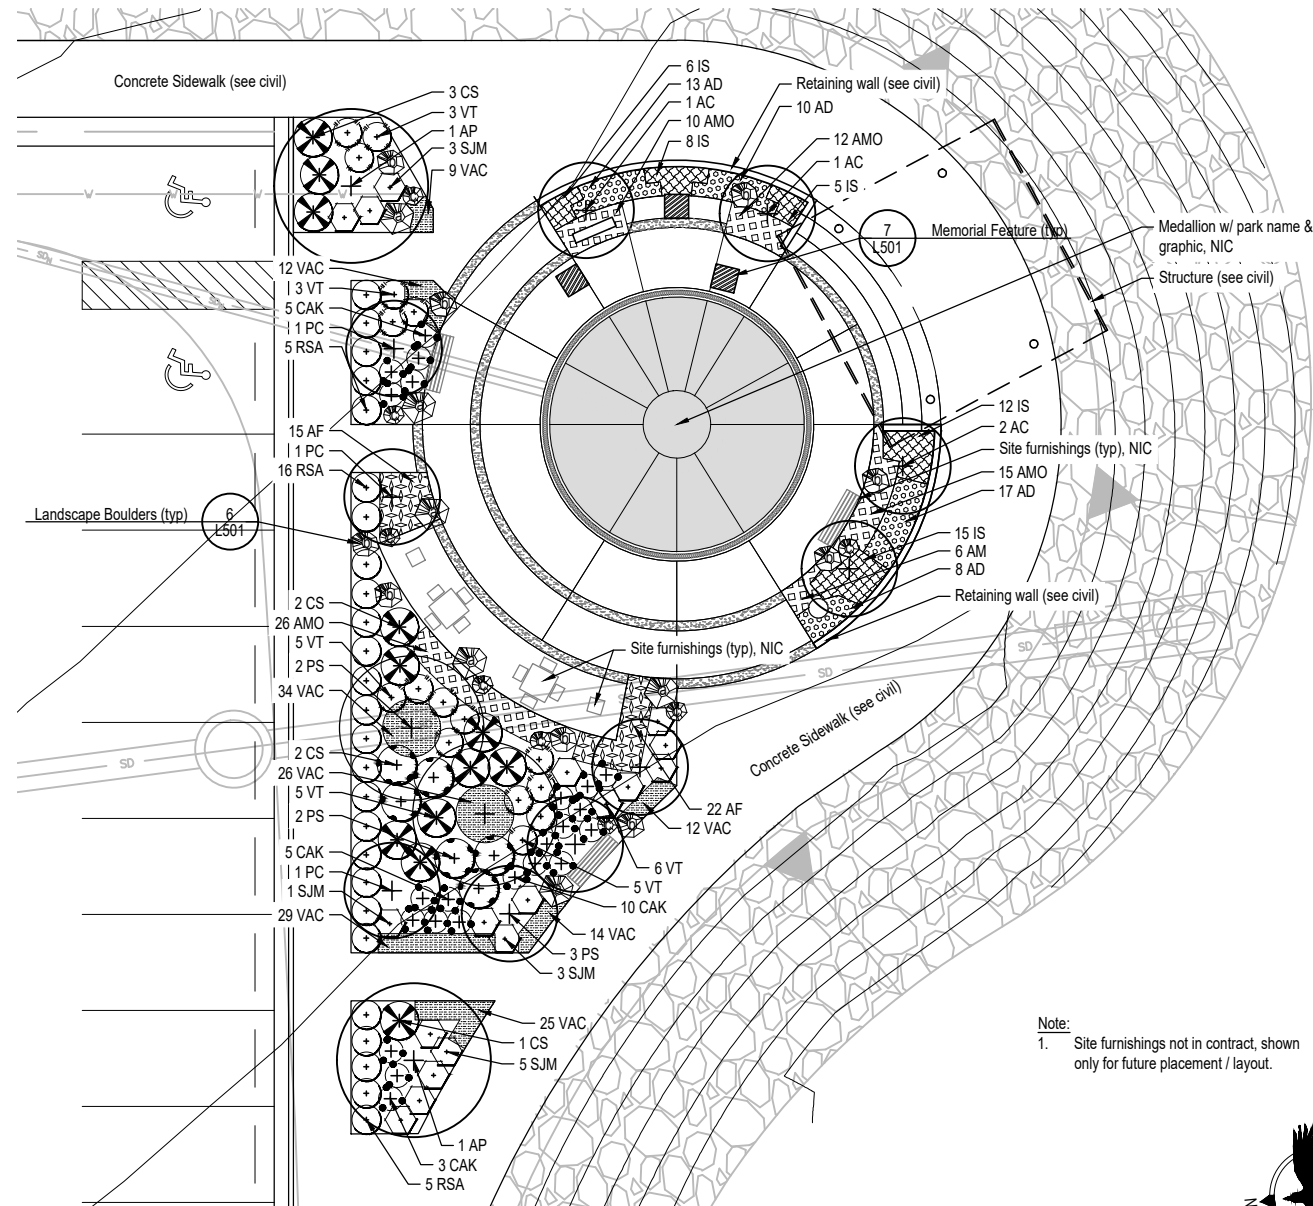 Concrete Sidewalk (see civil)
3 CS
3 VT
1 AP
3 SJM
9 VAC
6 IS
13 AD
1 AC
10 AMO
8 IS
Retaining wall (see civil)
10 AD
12 AMO
1 AC
5 IS
7
L501
Memorial Feature (typ)
Medallion w/ park name &
graphic, NIC
Structure (see civil)
W
W
W
SD
SD
12 VAC
3 VT
5 CAK
1 PC
5 RSA
15 AF
1 PC
16 RSA
12 IS
2 AC
Site furnishings (typ), NIC
15 AMO
17 AD
15 IS
6 AM
8 AD
Retaining wall (see civil)
Landscape Boulders (typ)
6
L501
2 CS
26 AMO
5 VT
2 PS
34 VAC
Site furnishings (typ), NIC
SD
SD
SD
2 CS
26 VAC
5 VT
2 PS
5 CAK
1 PC
1 SJM
29 VAC
Concrete Sidewalk (see civil)
22 AF
12 VAC
6 VT
5 VT
10 CAK
14 VAC
3 PS
3 SJM
25 VAC
1 CS
5 SJM
1 AP
3 CAK
5 RSA
Note:
1. Site furnishings not in contract, shown
only for future placement / layout.
N